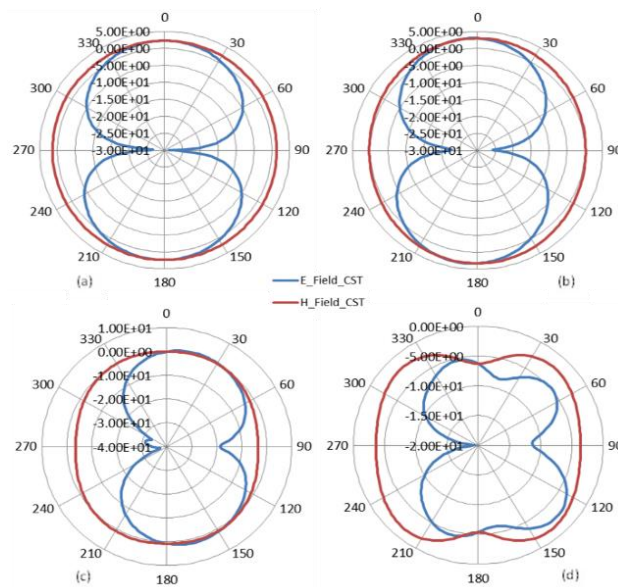 0
5.00E+00
330
0.00E+00
30
-5.00E+00
-1.00E+01
300
-1.50E+01
60
-2.00E+01
-2.50E+01
270
-3.00E+01
90
240
120
210
150
(a)
180
0
5.00E+00
330
0.00E+00
30
-5.00E+00
-1.00E+01
300
-1.50E+01
60
-2.00E+01
-2.50E+01
270
-3.00E+01
90
240
120
210
150
(b)
180
E_Field_CST
H_Field_CST
0
1.00E+01
330
30
0.00E+00
-1.00E+01
300
60
-2.00E+01
-3.00E+01
270
-4.00E+01
90
240
120
210
150
(c)
180
0
0.00E+00
330
30
-5.00E+00
300
60
-1.00E+01
-1.50E+01
270
-2.00E+01
90
240
120
210
150
(d)
180